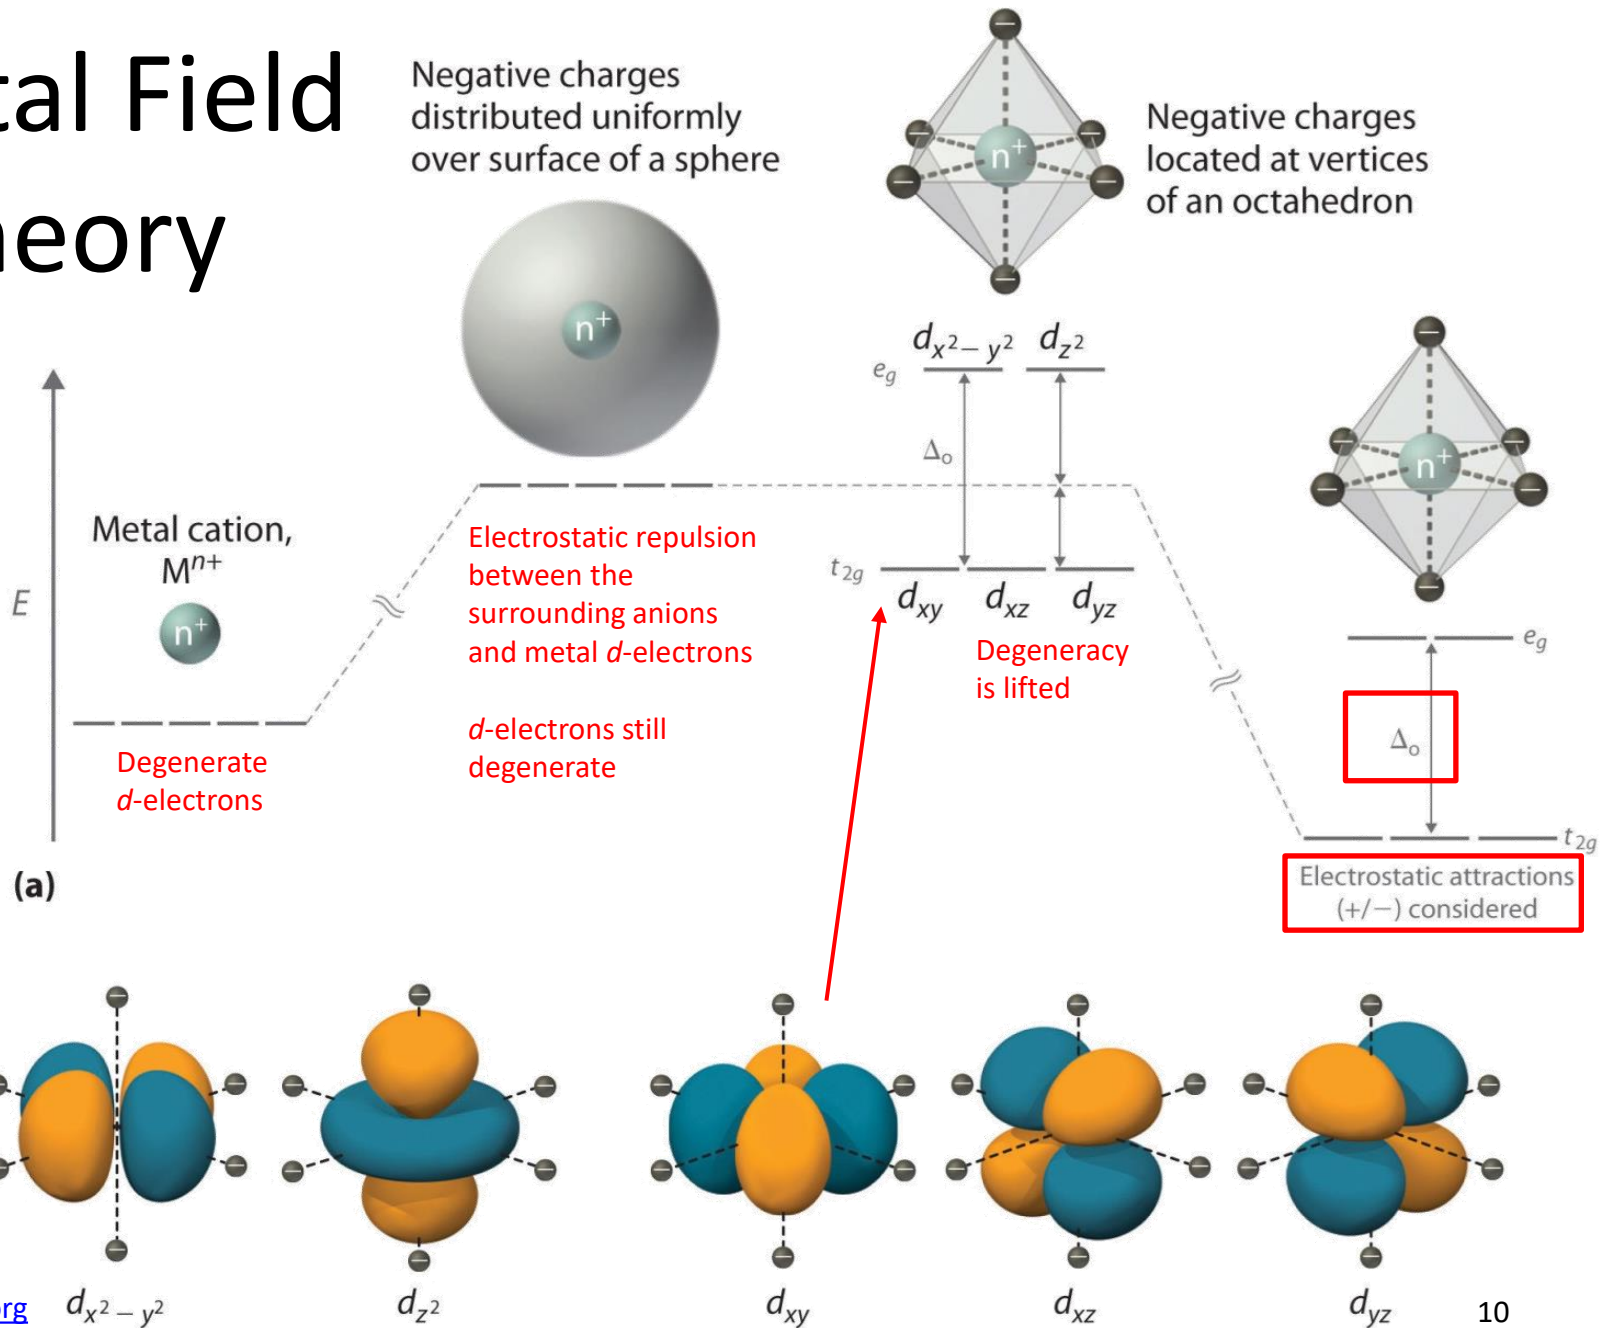 tal Field
heory
Negative charges
distributed uniformly
over surface of a sphere
n+
n+
Negative charges
located at vertices
of an octahedron
dx2 − y2
dz2
eg
Δo
t2g
dxy
dxz
dyz
Degeneracy
is lifted
E
Metal cation,
Mn+
n+
Degenerate
d-electrons
Electrostatic repulsion
between the
surrounding anions
and metal d-electrons
d-electrons still
degenerate
n+
eg
Δo
t2g
Electrostatic attractions
(+/−) considered
(a)
dx2 − y2
dz2
dxy
dxz
dyz
org
10